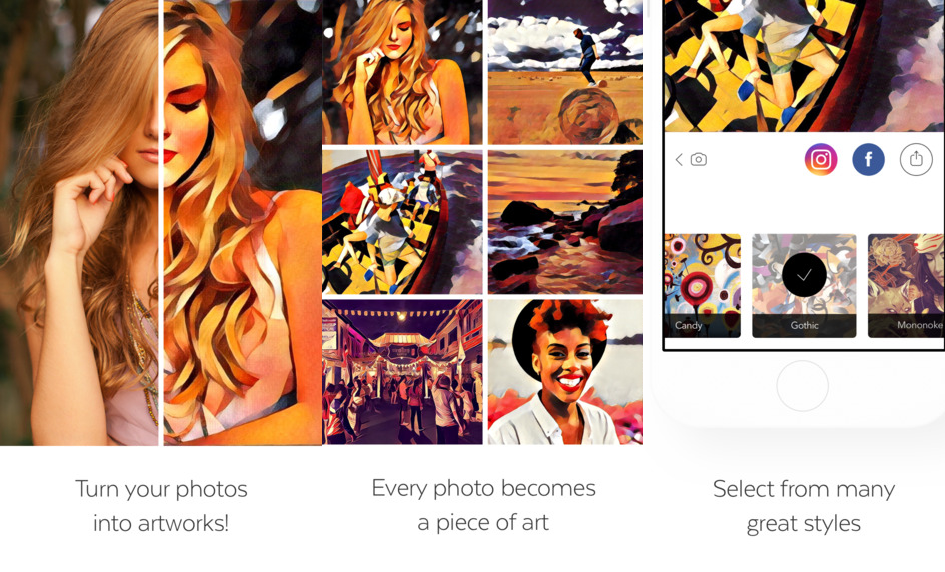 Candy
Gothic
Mononoke
Turn your photos
into artworks!
Every photo becomes
a piece of art
Select from many
great styles